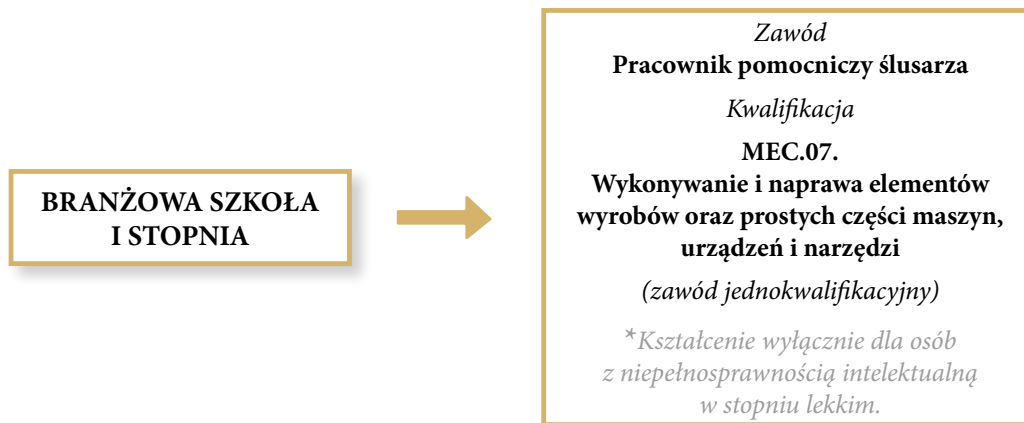 BRANŻOWA SZKOŁA
I STOPNIA
Zawód
Pracownik pomocniczy ślusarza
Kwalifikacja
MEC.07.
Wykonywanie i naprawa elementów
wyrobów oraz prostych części maszyn,
urządzeń i narzędzi
(zawód jednokwalifikacyjny)
*Kształcenie wyłącznie dla osób
z niepełnosprawnością intelektualną
w stopniu lekkim.